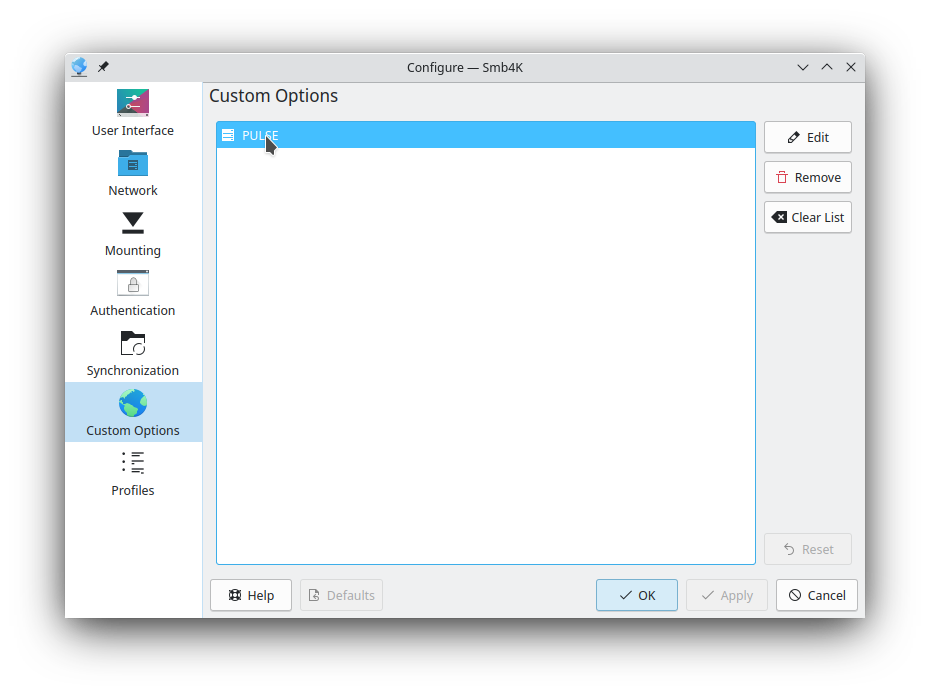 Configure — Smb4K
User Interface
Network
Mounting
Authentication
Synchronization
Custom Options
Profiles
Custom Options
PULSE
Edit
Remove
Clear List
Reset
Help
Defaults
OK
Apply
Cancel